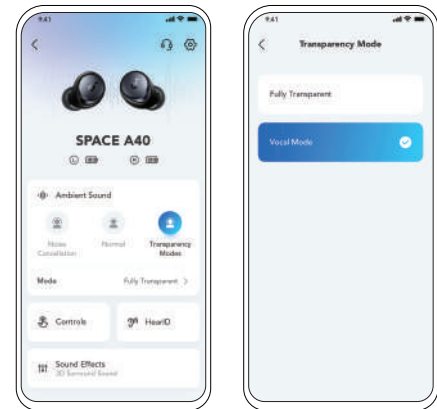 9:41
SPACE A40
Ambient Sound
Noise
Cancellation
Normal
Transparency
Modes
Mode
Fully Transparent
Controls
HearID
Sound Effects
3D Surround Sound
9:41
Transparency Mode
Fully Transparent
Vocal Mode